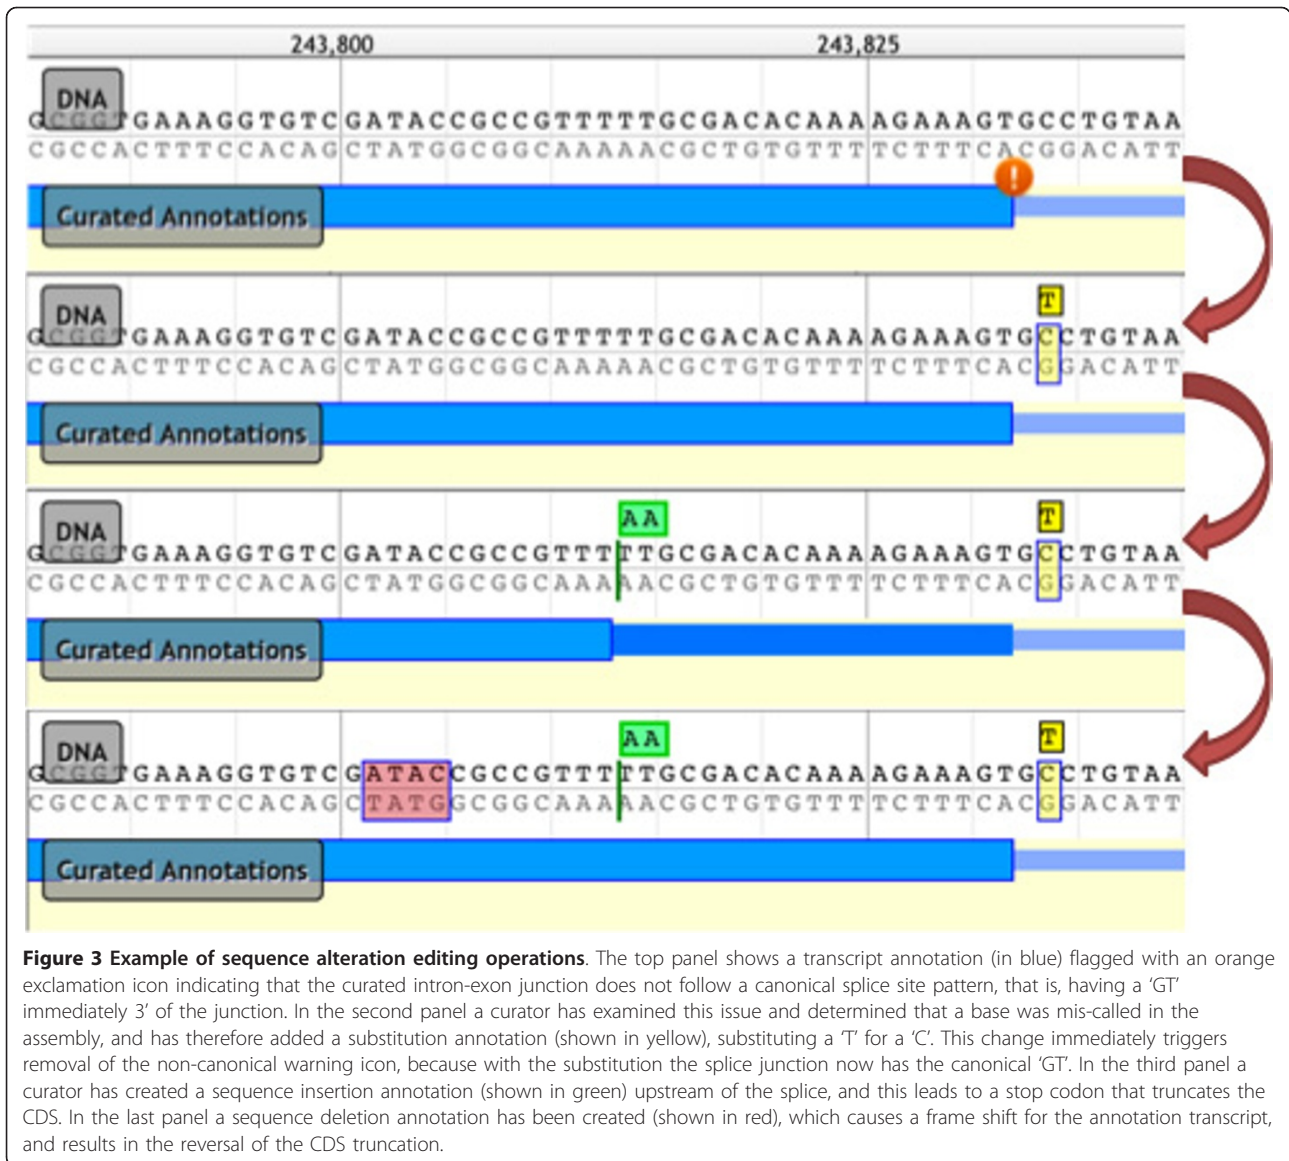 243,800 243,825
DNA
GCGGTGAAAGGTGTCGATACCGCCGTTTTTGCGACACAAAAGAAAGTGCCTGTAA
CGCCACTTTCCACAGCTATGGCGGCAAAAACGCTGTGTTTTCTTTCACGGACATT
!
Curated Annotations
T
DNA
GCGGTGAAAGGTGTCGATACCGCCGTTTTTGCGACACAAAAGAAAGTGCCTGTAA
CGCCACTTTCCACAGCTATGGCGGCAAAAACGCTGTGTTTTCTTTCACGGACATT
Curated Annotations
AA T
DNA
GCGGTGAAAGGTGTCGATACCGCCGTTTTTGCGACACAAAAGAAAGTGCCTGTAA
CGCCACTTTCCACAGCTATGGCGGCAAAAACGCTGTGTTTTCTTTCACGGACATT
Curated Annotations
AA T
DNA
GCGGTGAAAGGTGTCGATACCGCCGTTTTTGCGACACAAAAGAAAGTGCCTGTAA
CGCCACTTTCCACAGCTATGGCGGCAAAAACGCTGTGTTTTCTTTCACGGACATT
Curated Annotations
Figure 3 Example of sequence alteration editing operations. The top panel shows a transcript annotation (in blue) flagged with an orange
exclamation icon indicating that the curated intron-exon junction does not follow a canonical splice site pattern, that is, having a ‘GT’
immediately 3’ of the junction. In the second panel a curator has examined this issue and determined that a base was mis-called in the
assembly, and has therefore added a substitution annotation (shown in yellow), substituting a ‘T’ for a ‘C’. This change immediately triggers
removal of the non-canonical warning icon, because with the substitution the splice junction now has the canonical ‘GT’. In the third panel a
curator has created a sequence insertion annotation (shown in green) upstream of the splice, and this leads to a stop codon that truncates the
CDS. In the last panel a sequence deletion annotation has been created (shown in red), which causes a frame shift for the annotation transcript,
and results in the reversal of the CDS truncation.